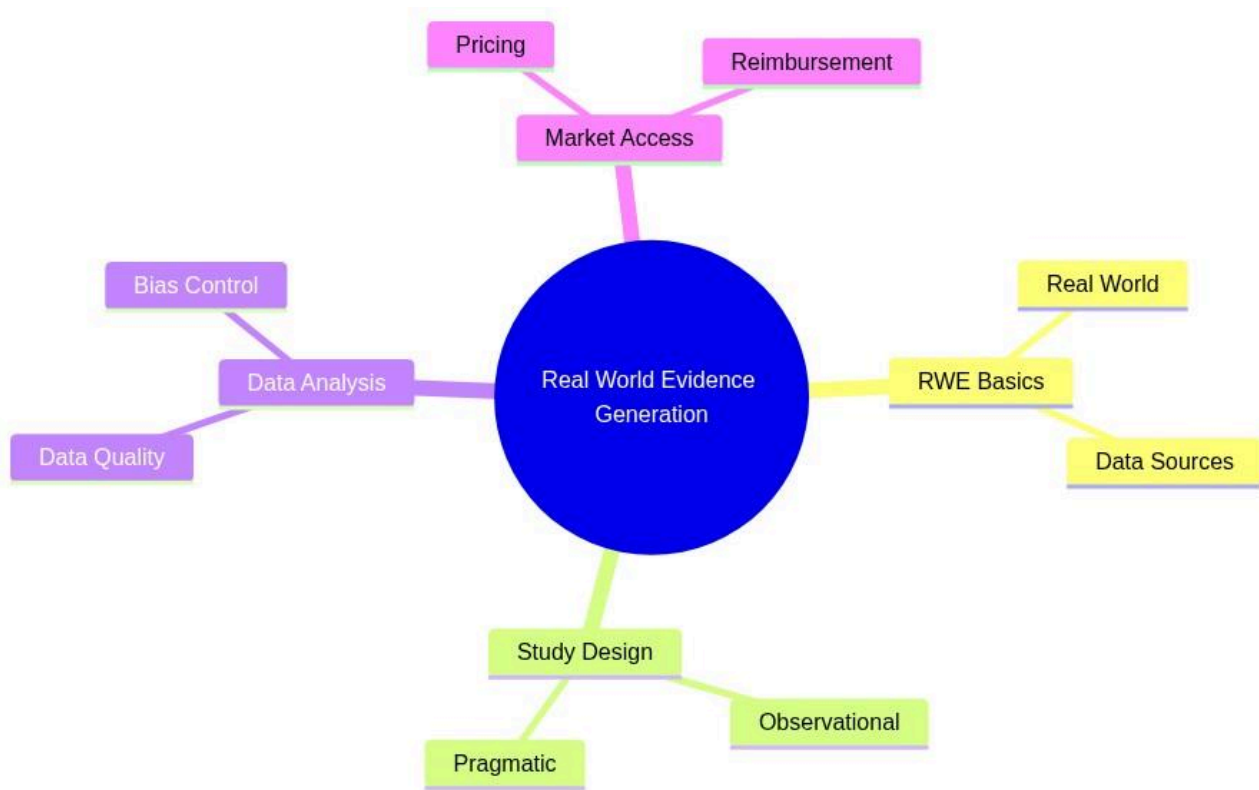 Pricing
Reimbursement
Market Access
Bias Control
Real World
Data Analysis
Real World Evidence
Generation
RWE Basics
Data Quality
Data Sources
Study Design
Observational
Pragmatic